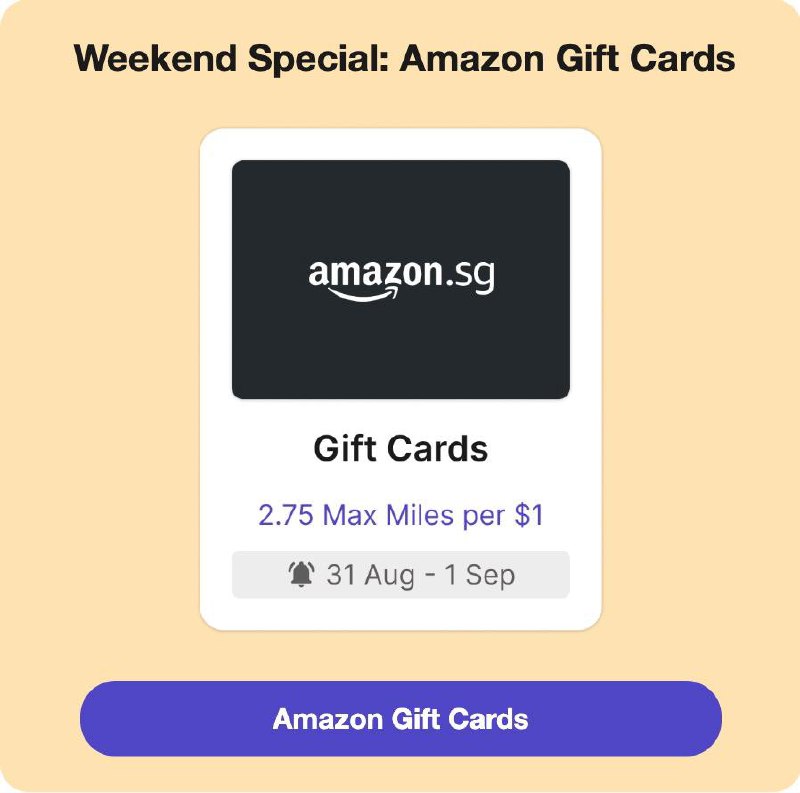 Weekend Special: Amazon Gift Cards
amazon.sg
Gift Cards
2.75 Max Miles per $1
31 Aug - 1 Sep
Amazon Gift Cards